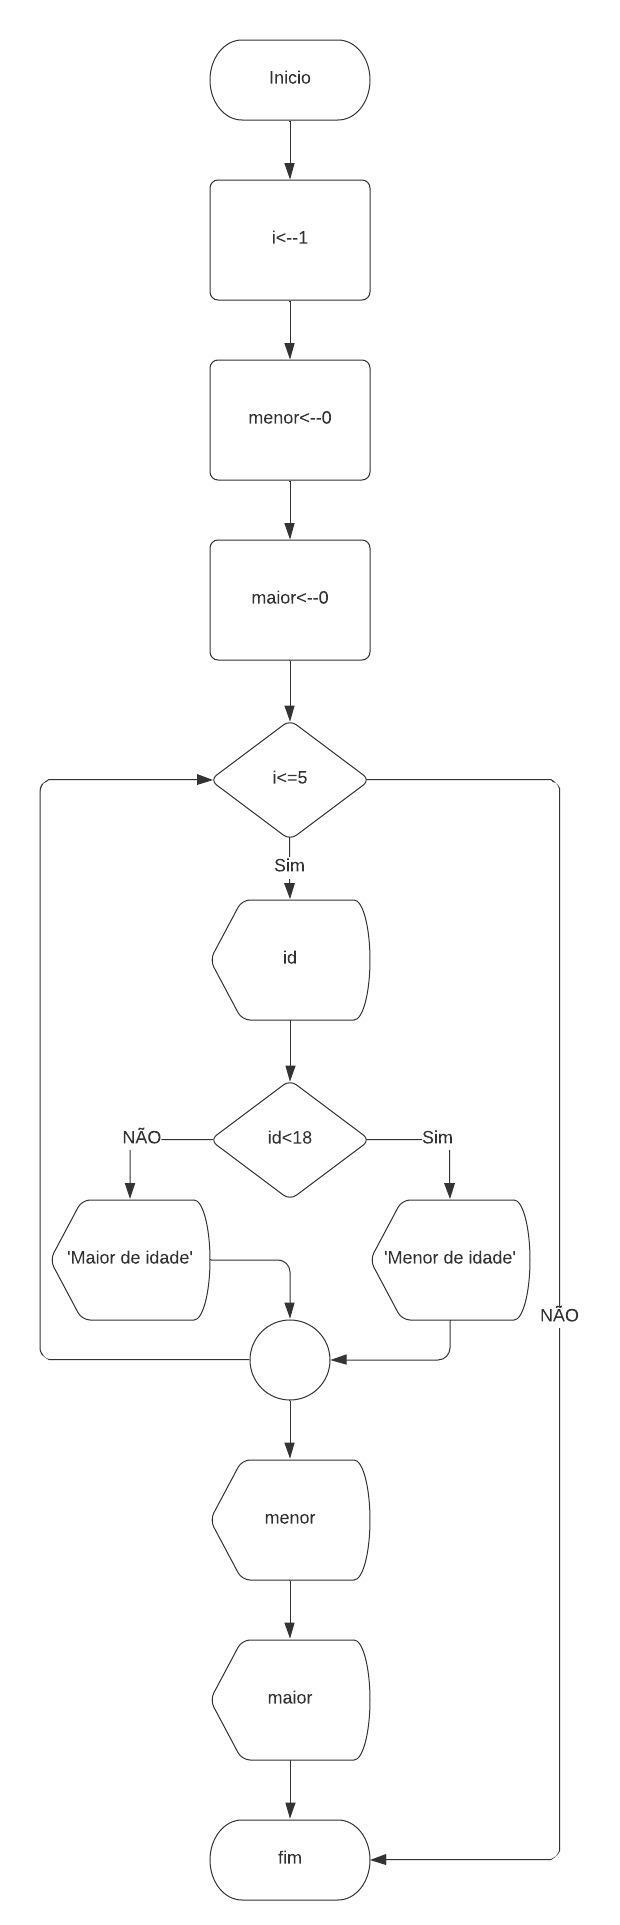 Inicio
i<--1
menor<--0
maior<--0
i<=5
Sim
id
id<18
NÃO
Sim
'Maior de idade'
'Menor de idade'
NÃO
menor
maior
fim